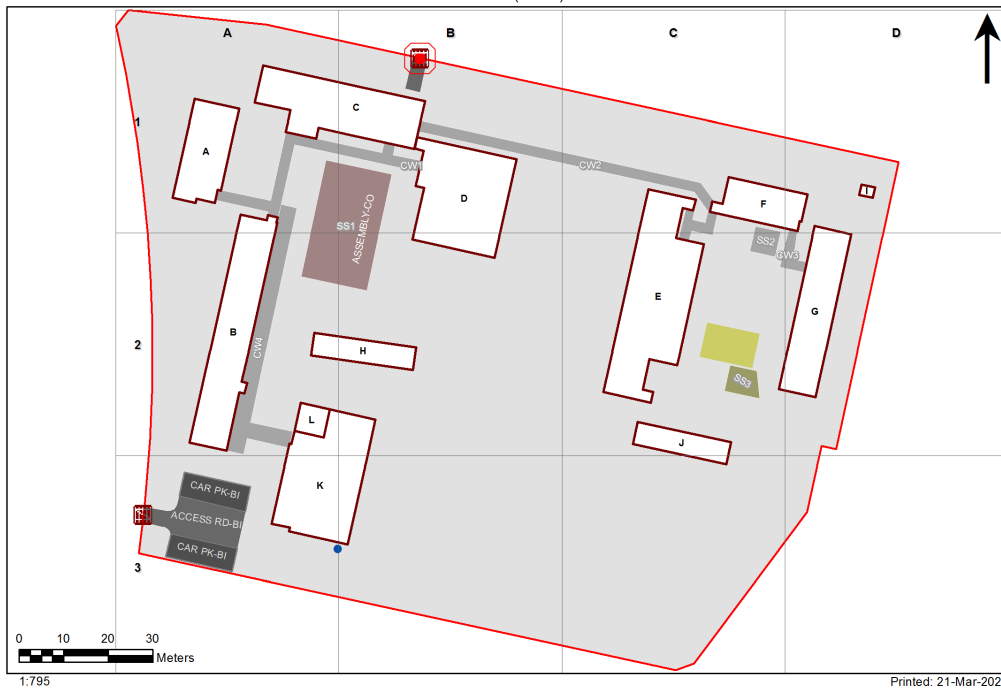 A B C D
1
C
A
CW1
CW2
D
F
I
SS1
ASSEMBLY-CO
SS2
CW3
E
G
B
CW4
H
2
SS3
L
J
K
CAR PK-BI
ACCESS RD-BI
CAR PK-BI
3
0 10 20 30
Meters
1:795
Printed: 21-Mar-202